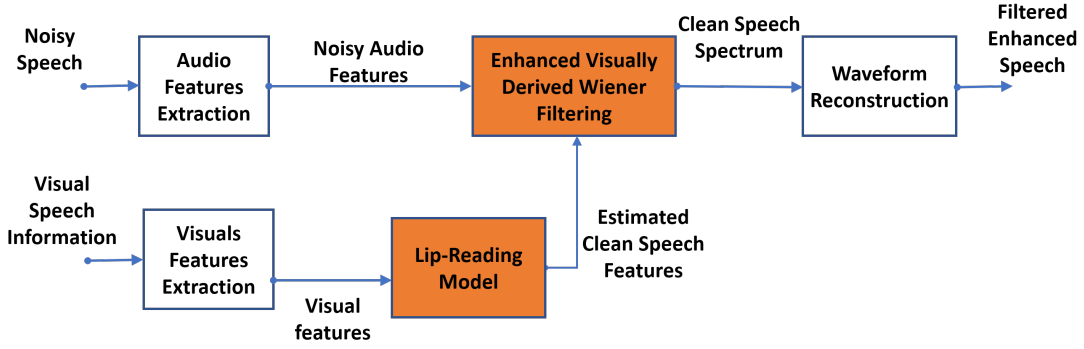 Noisy
Speech
Audio
Features
Extraction
Noisy Audio
Features
Enhanced Visually
Derived Wiener
Filtering
Clean Speech
Spectrum
Waveform
Reconstruction
Filtered
Enhanced
Speech
Visual
Speech
Information
Visuals
Features
Extraction
Visual
features
Lip-Reading
Model
Estimated
Clean Speech
Features